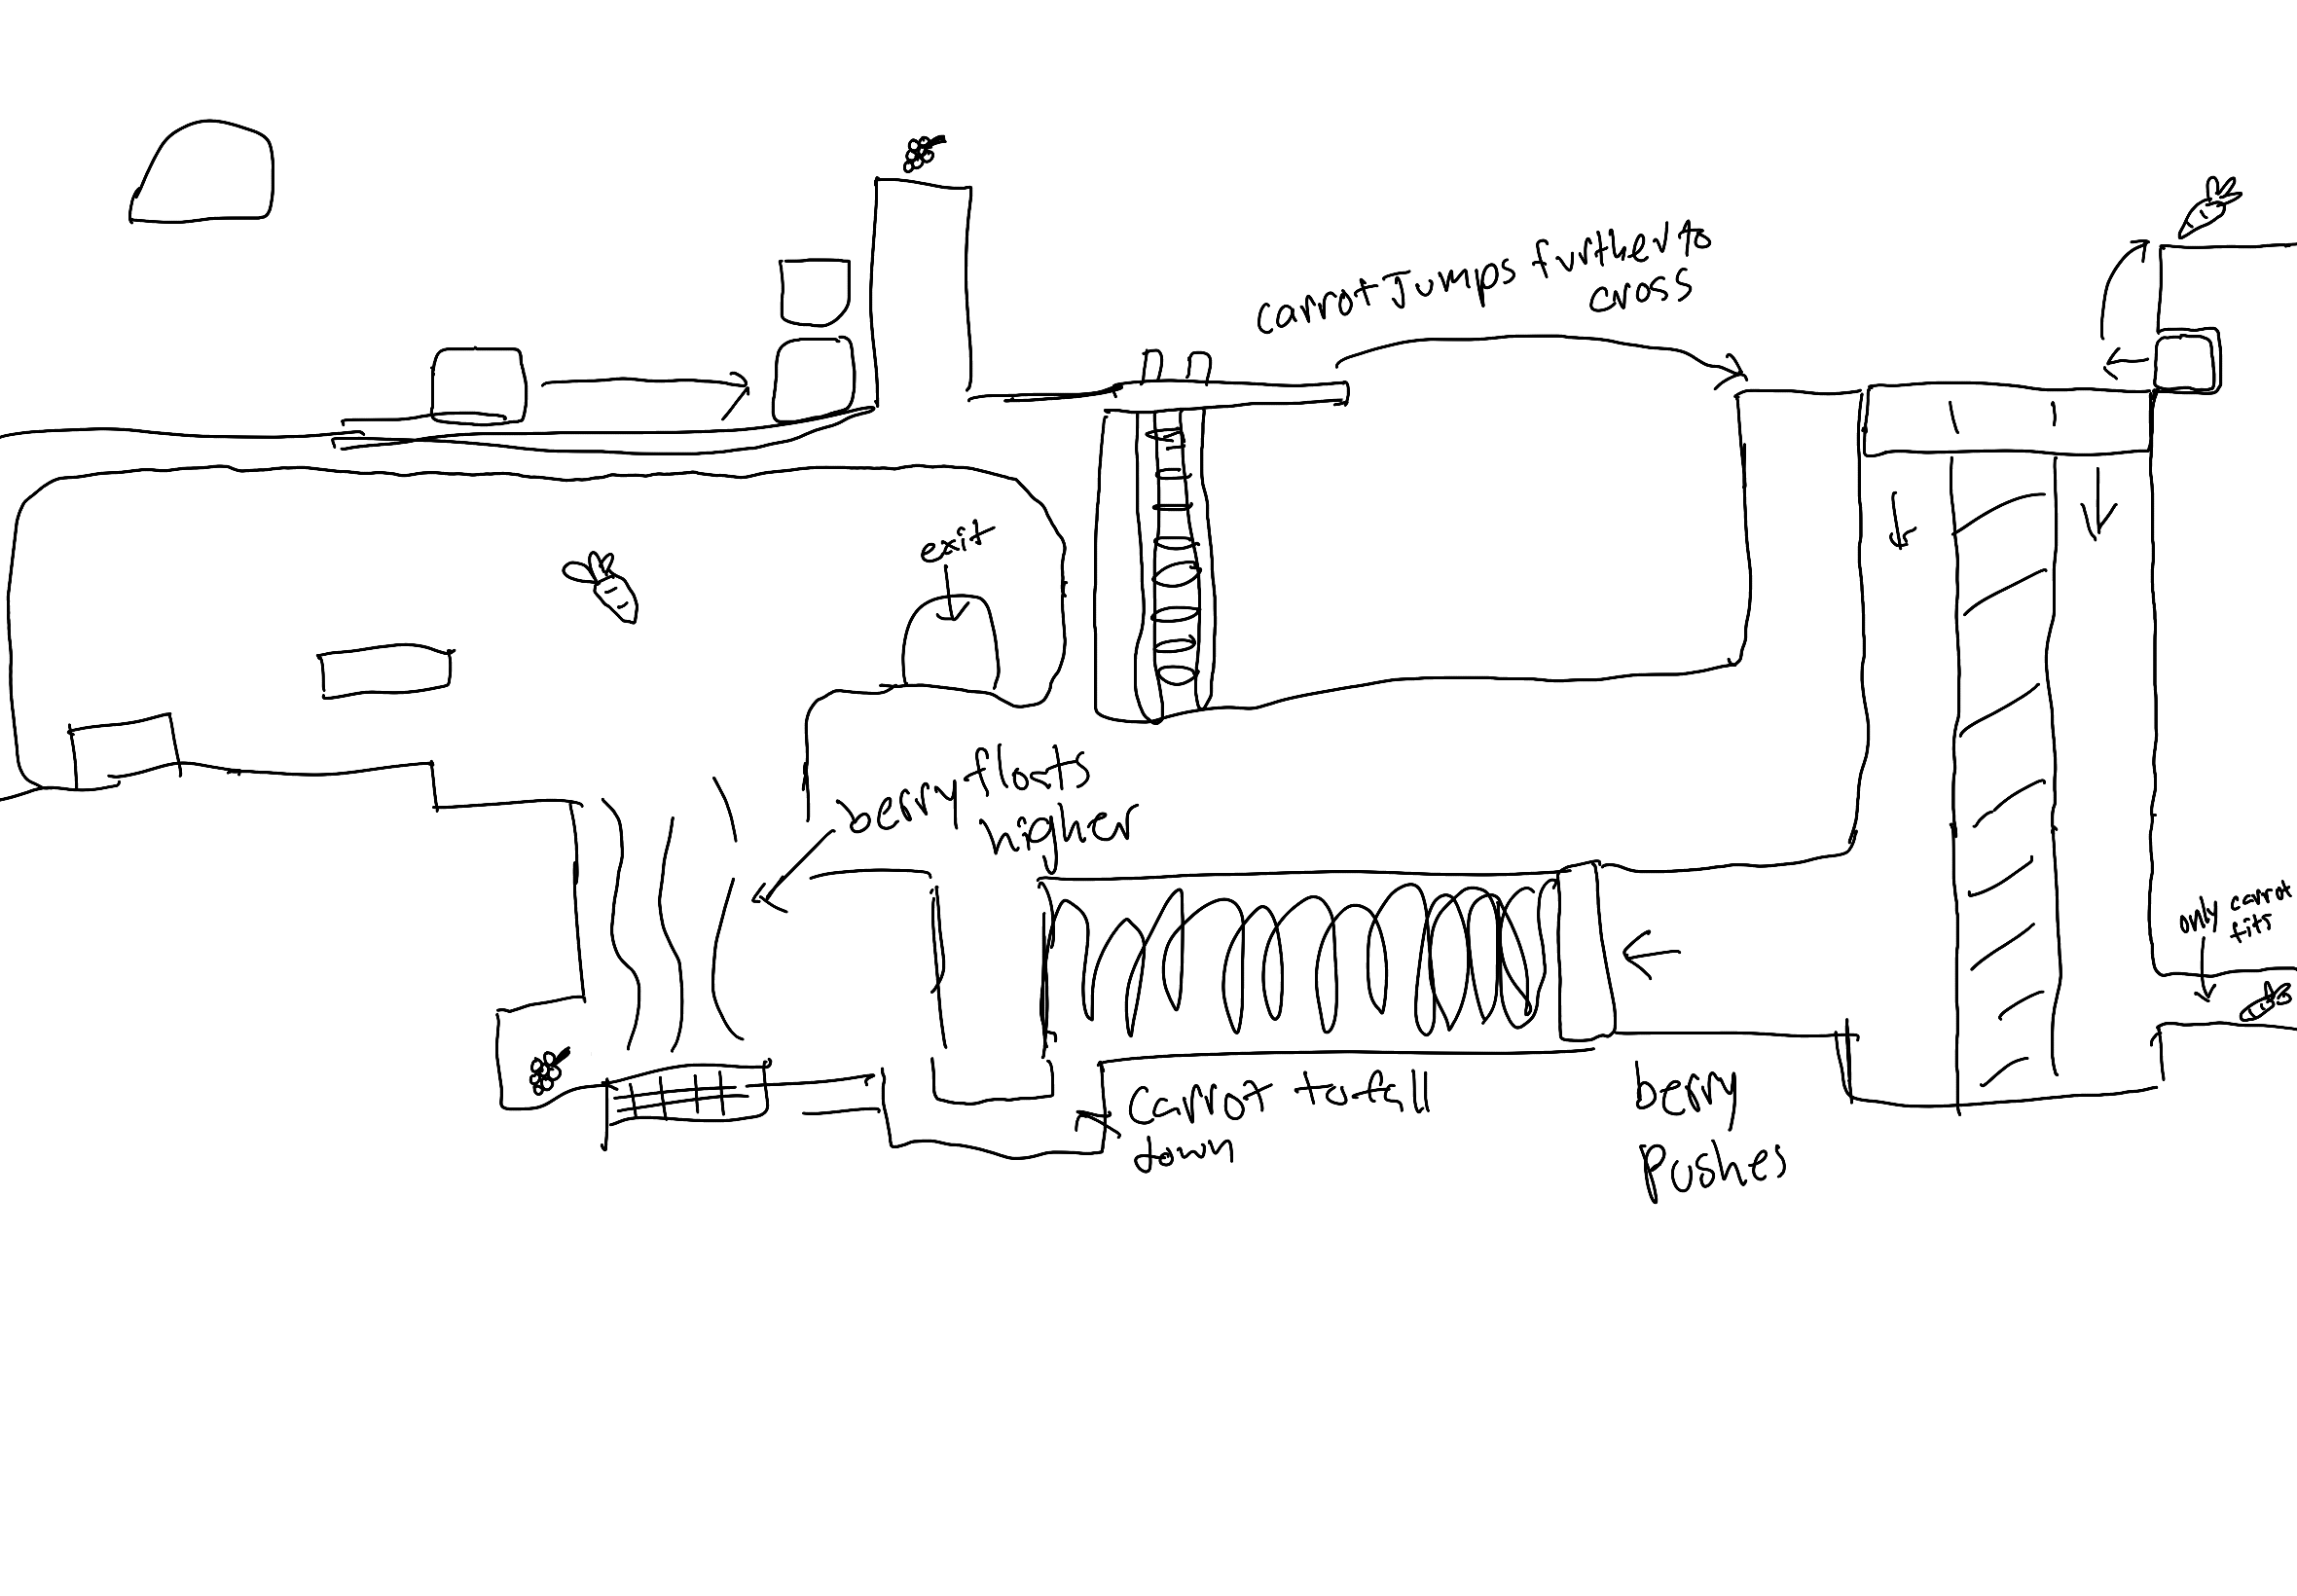 carrot jumps further to
cross
exit
berry floats
higher
only carrot
fits
carrot to fall
down
berry
pushes